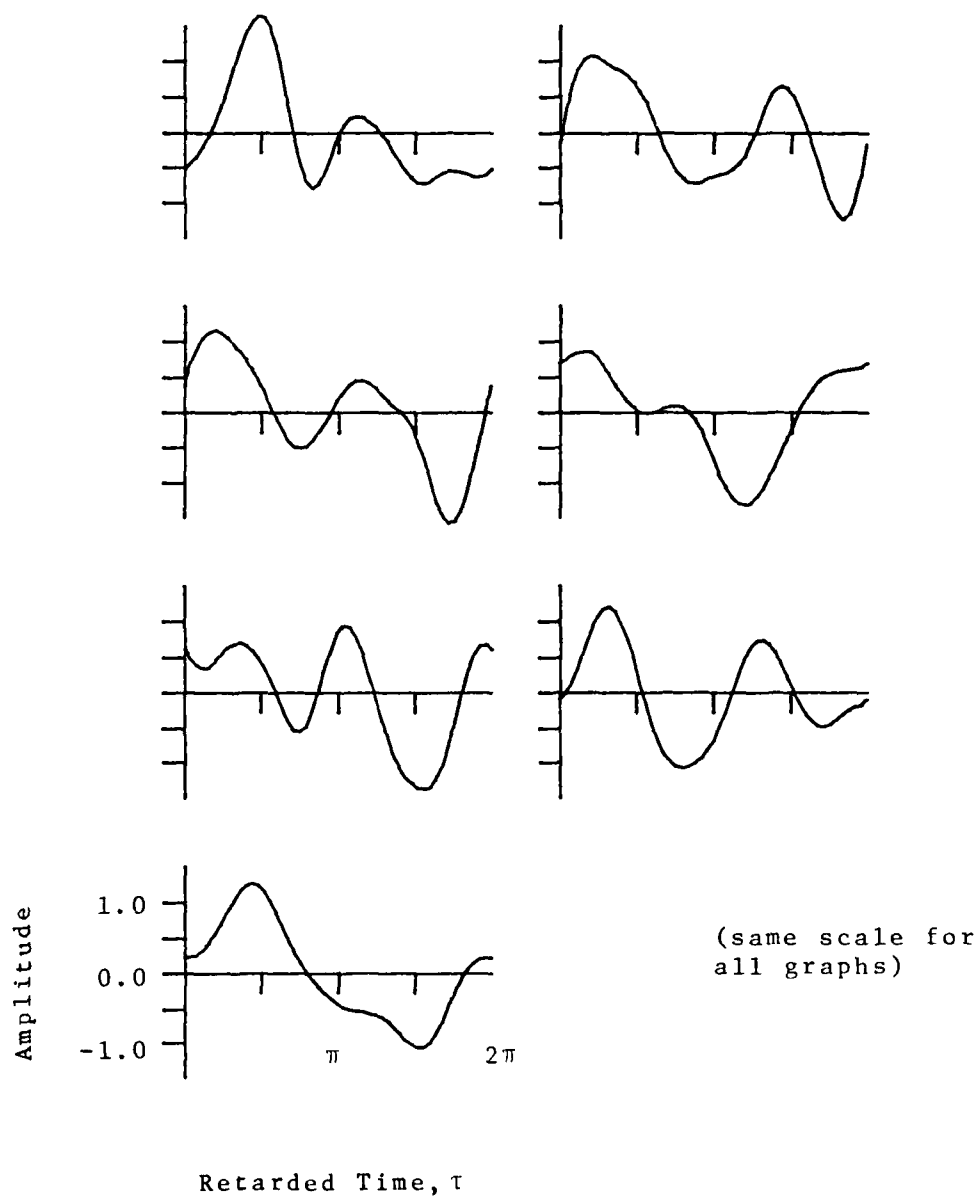 1.0
0.0
-1.0
Amplitude
π
2π
(same scale for
all graphs)
Retarded Time, τ